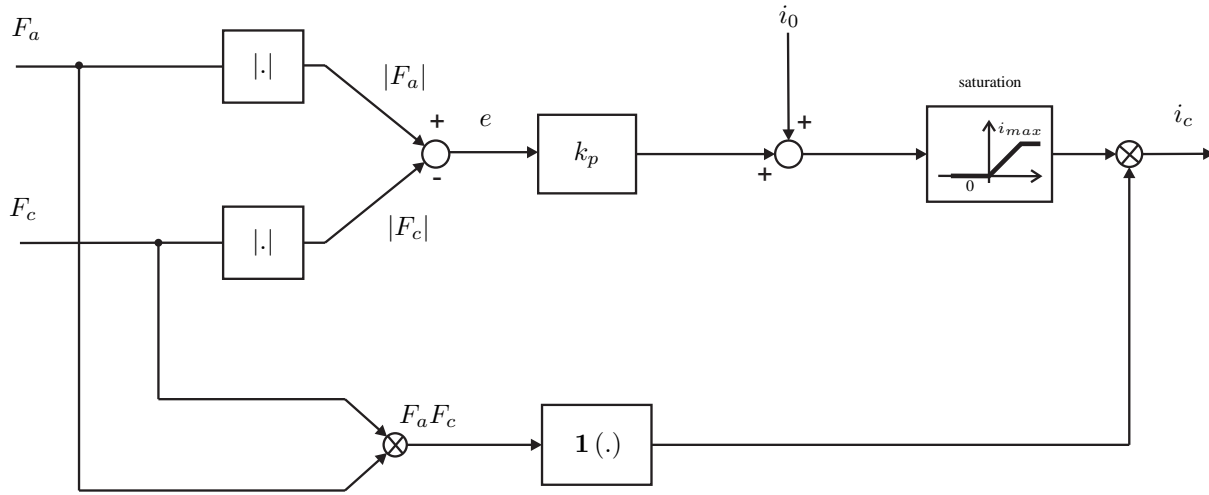 i_0
F_a
|.|
|F_a|
saturation
+
e
k_p
+
+
i_max
0
i_c
-
F_c
|.|
|F_c|
F_aF_c
1(.)